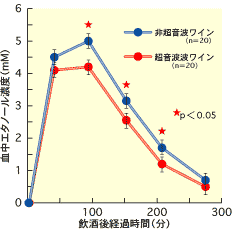 血中エタノール濃度(mM)
6
5
4
3
2
1
0
非超音波ワイン
(n=20)
超音波波ワイン
(n=20)
★p＜0.05
100
200
300
飲酒後経過時間(分)